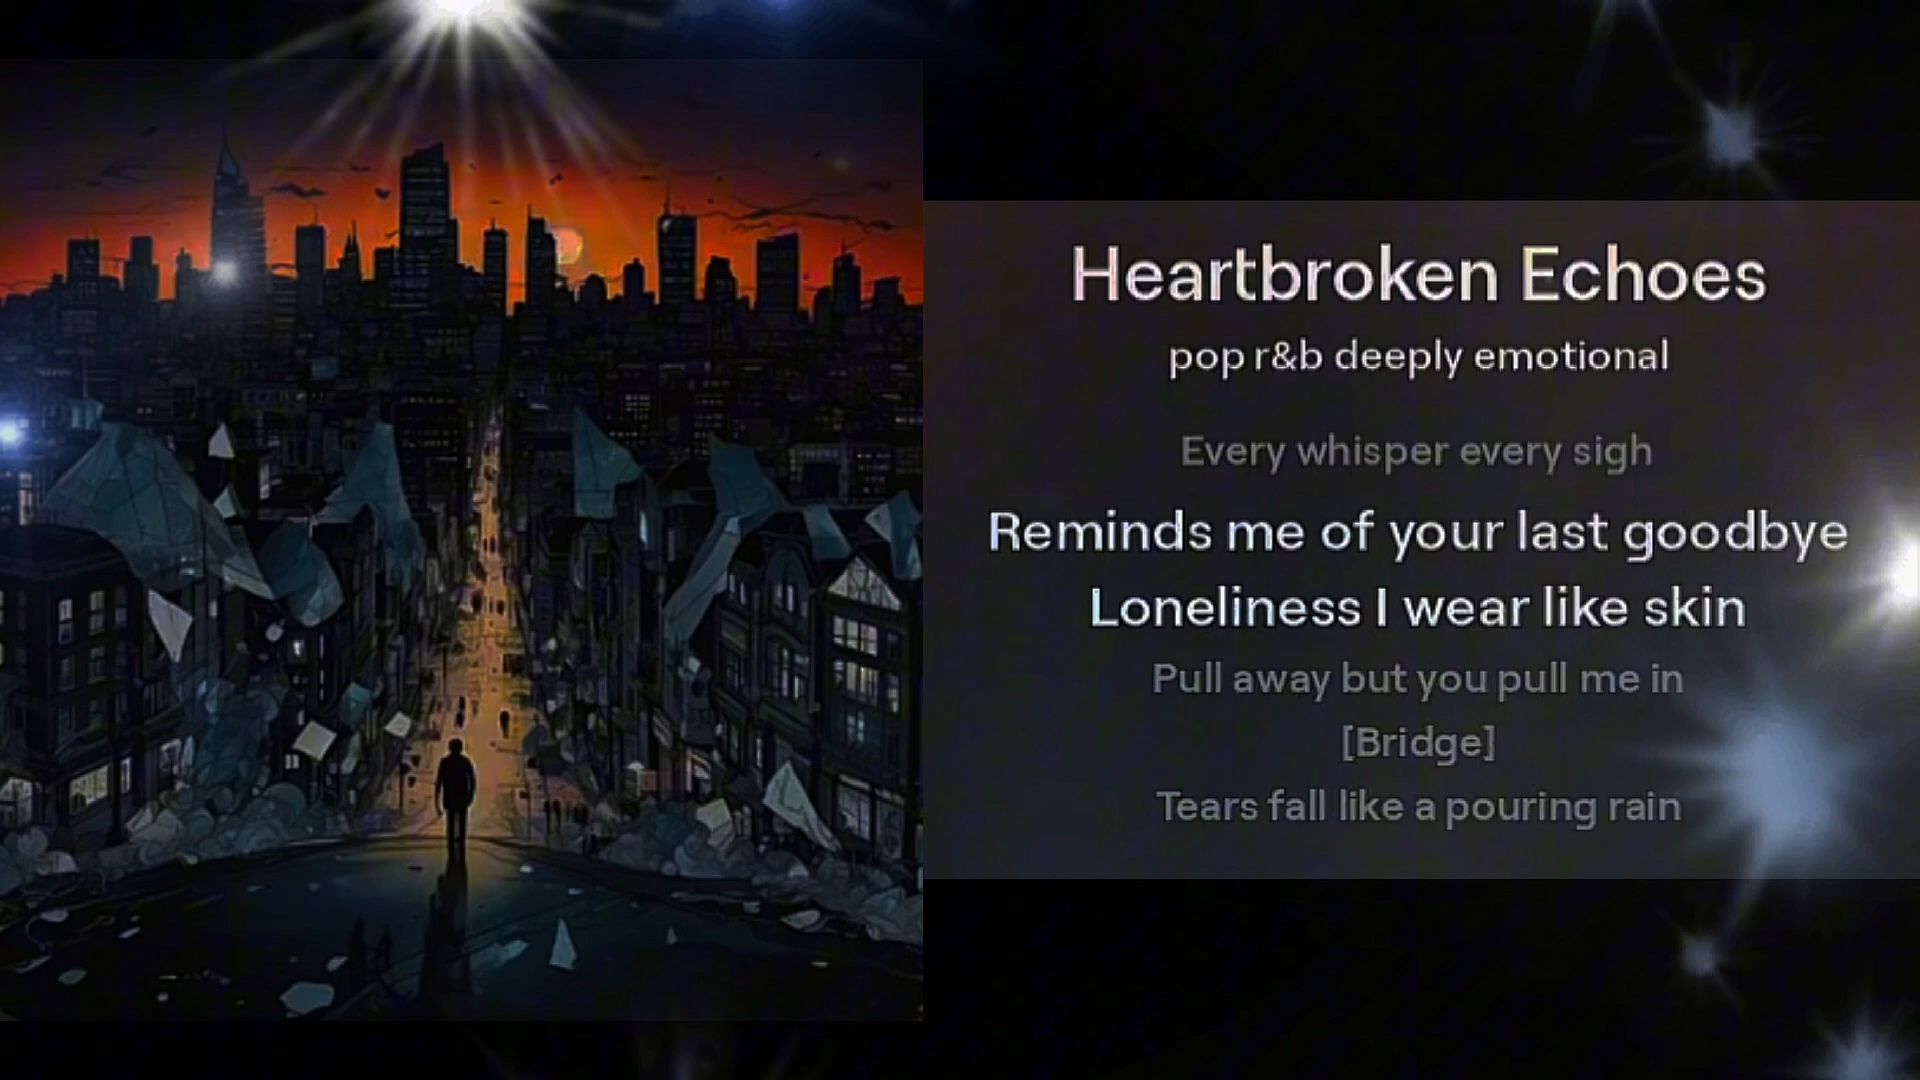 Heartbroken Echoes
pop r&b deeply emotional
Every whisper every sigh
Reminds me of your last goodbye
Loneliness I wear like skin
Pull away but you pull me in
[Bridge]
Tears fall like a pouring rain